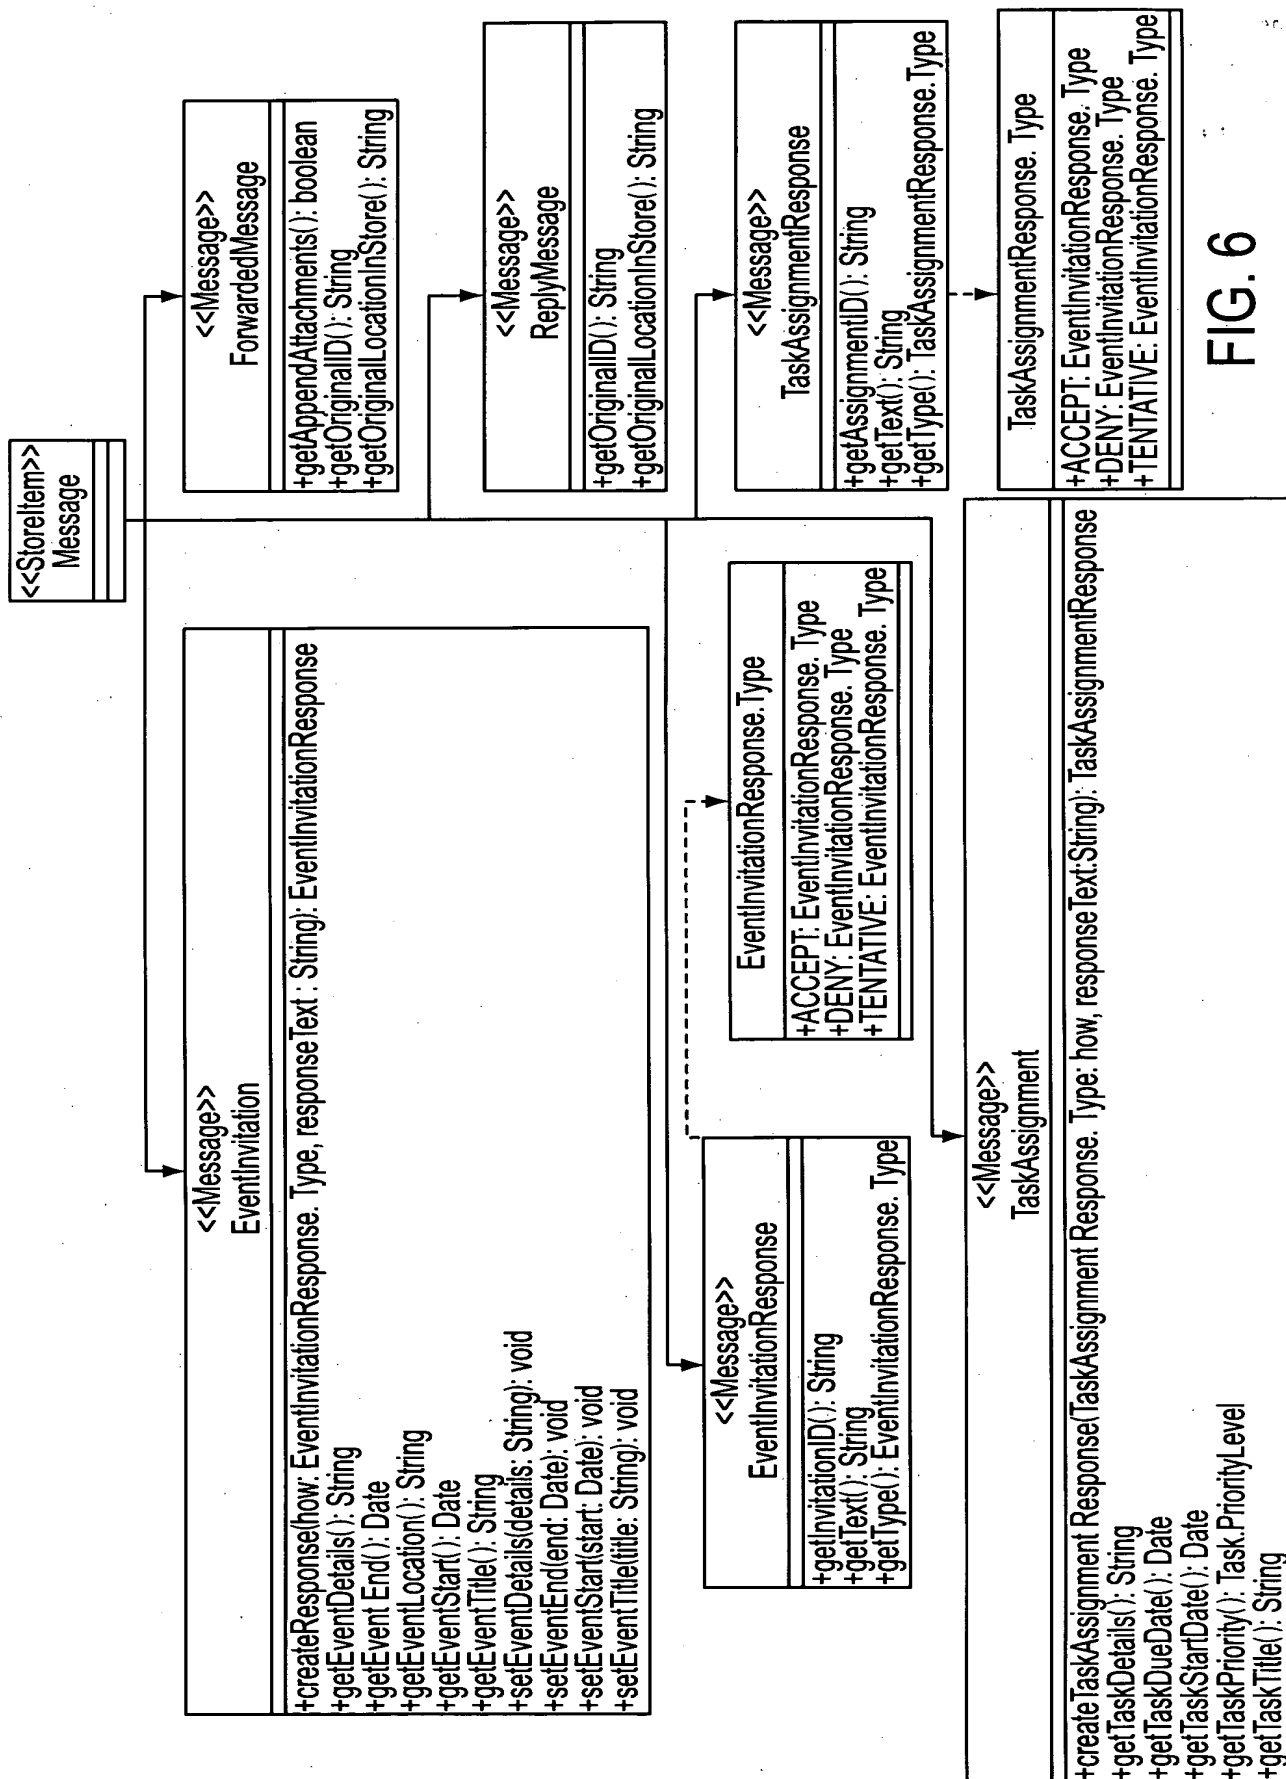 <<StoreItem>>
Message
<<Message>>
EventInvitation
+createResponse(how: EventInvitationResponse. Type, responseText : String): EventInvitationResponse
+getEventDetails(): String
+getEvent End(): Date
+getEventLocation(): String
+getEventStart(): Date
+getEventTitle(): String
+setEventDetails(details: String): void
+setEventEnd(end: Date): void
+setEventStart(start: Date): void
+setEventTitle(title: String): void
<<Message>>
ForwardedMessage
+getAppendAttachments(): boolean
+getOriginalID(): String
+getOriginalLocationInStore(): String
<<Message>>
ReplyMessage
+getOriginalID(): String
+getOriginalLocationInStore(): String
<<Message>>
EventInvitationResponse
+getInvitationID(): String
+getText(): String
+getType(): EventInvitationResponse. Type
EventInvitationResponse.Type
+ACCEPT: EventInvitationResponse. Type
+DENY: EventInvitationResponse. Type
+TENTATIVE: EventInvitationResponse. Type
<<Message>>
TaskAssignmentResponse
+getAssignmentID(): String
+getText(): String
+getType(): TaskAssignmentResponse.Type
<<Message>>
TaskAssignment
+createTaskAssignment Response(TaskAssignment Response. Type: how, responseText:String): TaskAssignmentResponse
+getTaskDetails(): String
+getTaskDueDate(): Date
+getTaskStartDate(): Date
+getTaskPriority(): Task.PriorityLevel
+getTaskTitle(): String
TaskAssignmentResponse. Type
+ACCEPT: EventInvitationResponse. Type
+DENY: EventInvitationResponse. Type
+TENTATIVE: EventInvitationResponse. Type
FIG. 6